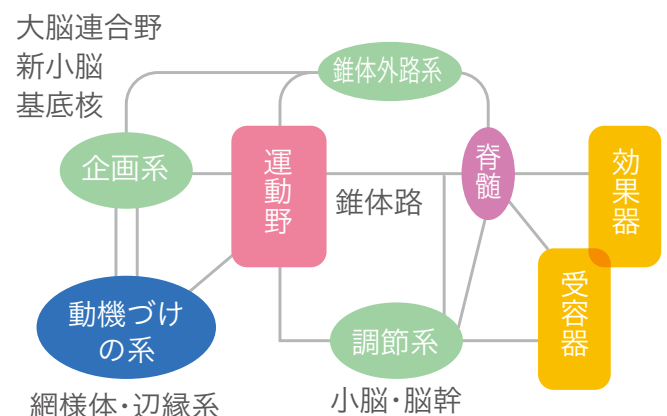 大脳連合野
新小脳
基底核
錐体外路系
企画系
運動野
脊髄
効果器
錐体路
動機づけ
の系
調節系
受容器
網様体・辺縁系
小脳・脳幹